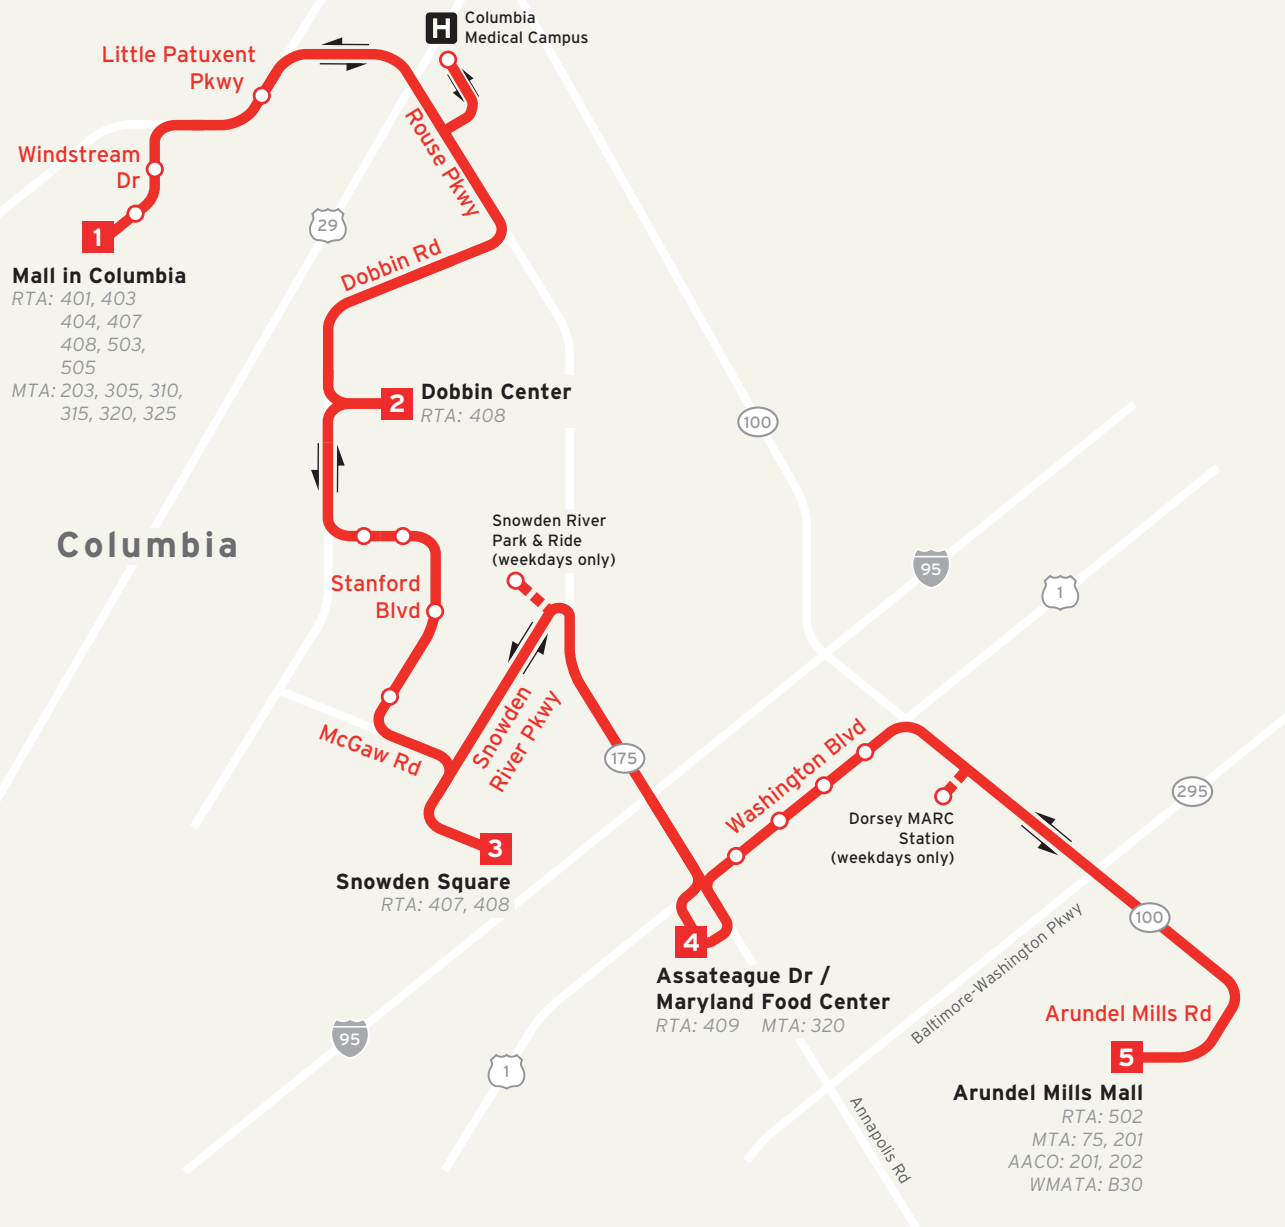 Columbia
Medical Campus
H
Little Patuxent
Pkwy
Rouse Pkwy
Windstream
Dr
1
Mall in Columbia
RTA: 401, 403
404, 407
408, 503,
505
MTA: 203, 305, 310,
315, 320, 325
29
Dobbin Rd
2
Dobbin Center
RTA: 408
100
Columbia
Snowden River
Park & Ride
(weekdays only)
95
1
Stanford
Blvd
McGaw Rd
Snowden
River Pkwy
175
Washington Blvd
295
Dorsey MARC
Station
(weekdays only)
3
Snowden Square
RTA: 407, 408
4
Assateague Dr /
Maryland Food Center
RTA: 409 MTA: 320
Baltimore-Washington Pkwy
100
Arundel Mills Rd
95
1
5
Arundel Mills Mall
RTA: 502
MTA: 75, 201
AACO: 201, 202
WMATA: B30
Annapolis Rd